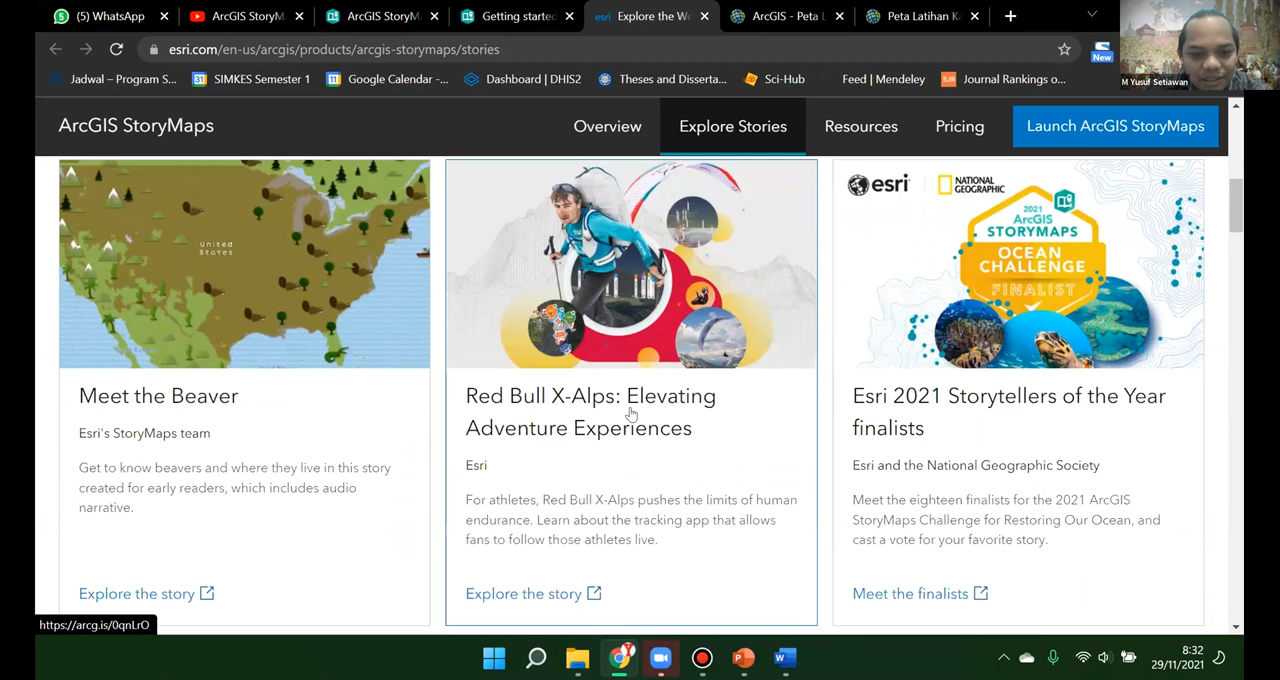 (5) WhatsApp
ArcGIS StoryM
ArcGIS StoryM
Getting started
esri
Explore the Wo
ArcGIS - Peta L
Peta Latihan Ka
esri.com/en-us/arcgis/products/arcgis-storymaps/stories
New
M Yusuf Setiawan
Jadwal – Program S...
SIMKES Semester 1
Google Calendar -...
Dashboard | DHIS2
Theses and Disserta...
Sci-Hub
Feed | Mendeley
Journal Rankings o...
ArcGIS StoryMaps
Overview
Explore Stories
Resources
Pricing
Launch ArcGIS StoryMaps
United
States
esri
NATIONAL
GEOGRAPHIC
2021
ArcGIS
STORYMAPS
OCEAN
CHALLENGE
FINALIST
Meet the Beaver
Esri's StoryMaps team
Get to know beavers and where they live in this story
created for early readers, which includes audio
narrative.
Explore the story
Red Bull X-Alps: Elevating
Adventure Experiences
Esri
For athletes, Red Bull X-Alps pushes the limits of human
endurance. Learn about the tracking app that allows
fans to follow those athletes live.
Explore the story
Esri 2021 Storytellers of the Year
finalists
Esri and the National Geographic Society
Meet the eighteen finalists for the 2021 ArcGIS
StoryMaps Challenge for Restoring Our Ocean, and
cast a vote for your favorite story.
Meet the finalists
https://arcg.is/0qnLrO
8:32
29/11/2021